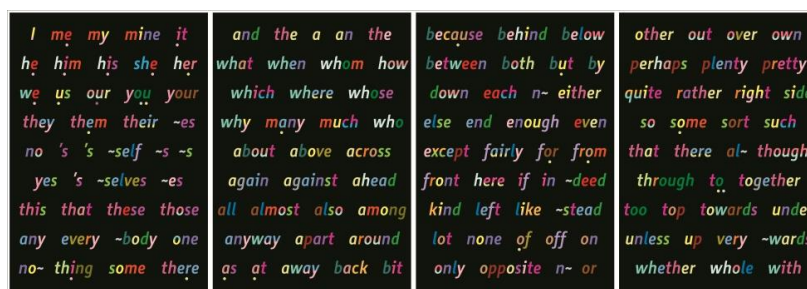 I me my mine it
he him his she her
we us our you your
they them their ~es
no 's 's ~self ~s ~s
yes 's ~selves ~es
this that these those
any every ~body one
no~ thing some there
and the a an the
what when whom how
which where whose
why many much who
about above across
again against ahead
all almost also among
anyway apart around
as at away back bit
because behind below
between both but by
down each n~ either
else end enough even
except fairly for from
front here if in ~deed
kind left like ~stead
lot none of off on
only opposite n~ or
other out over own
perhaps plenty pretty
quite rather right side
so some sort such
that there al~ though
through to together
too top towards unde
unless up very ~wards
whether whole with